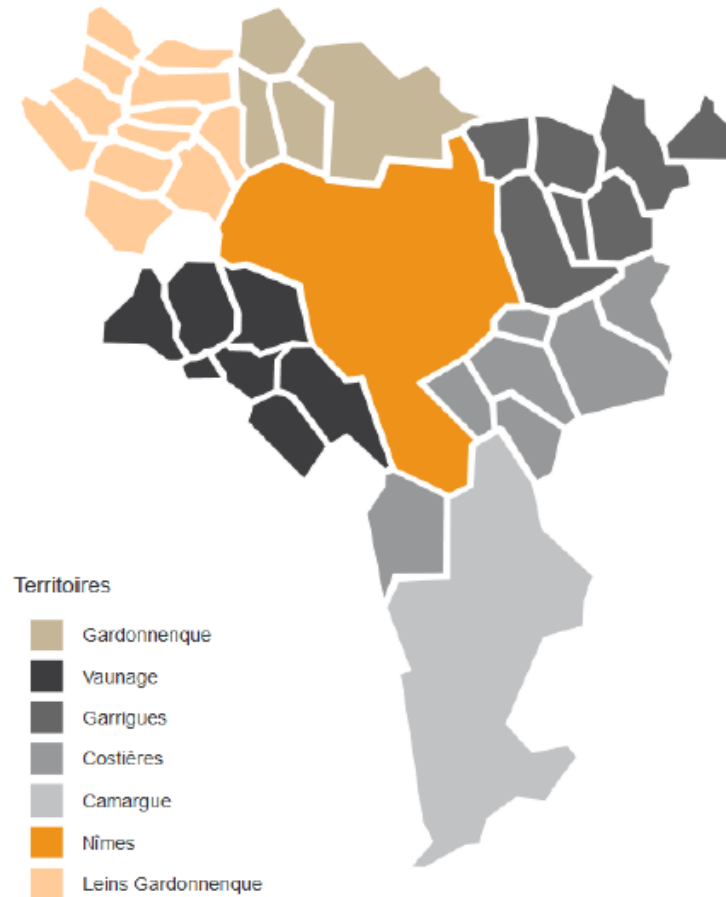 Territoires
Gardonnenque
Vaunage
Garrigues
Costières
Camargue
Nîmes
Leins Gardonnenque